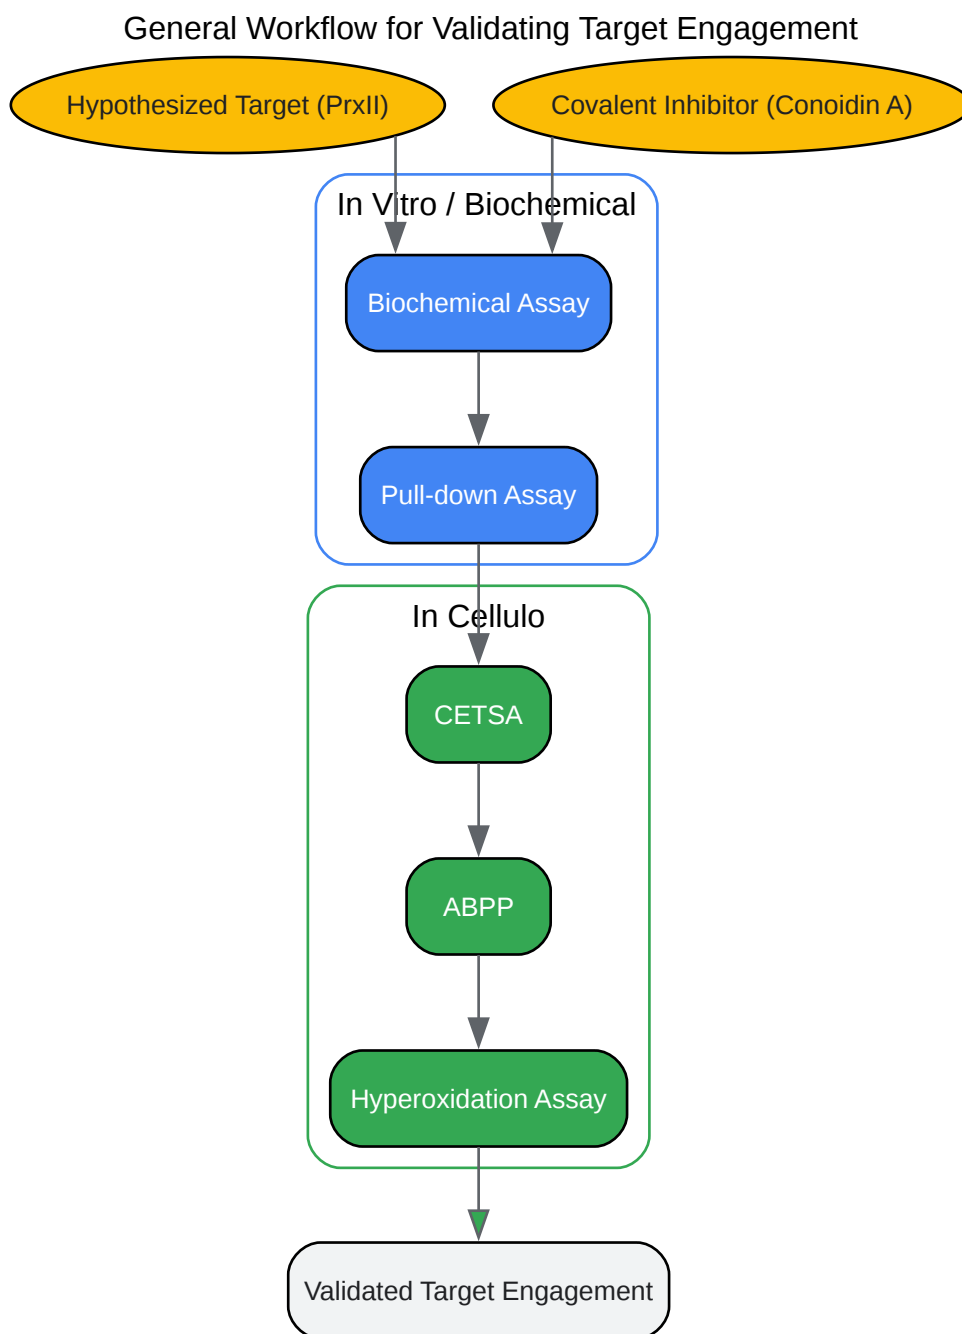 General Workflow for Validating Target Engagement
Hypothesized Target (PrxII)
Covalent Inhibitor (Conoidin A)
In Vitro / Biochemical
Biochemical Assay
Pull-down Assay
In Cellulo
CETSA
ABPP
Hyperoxidation Assay
Validated Target Engagement